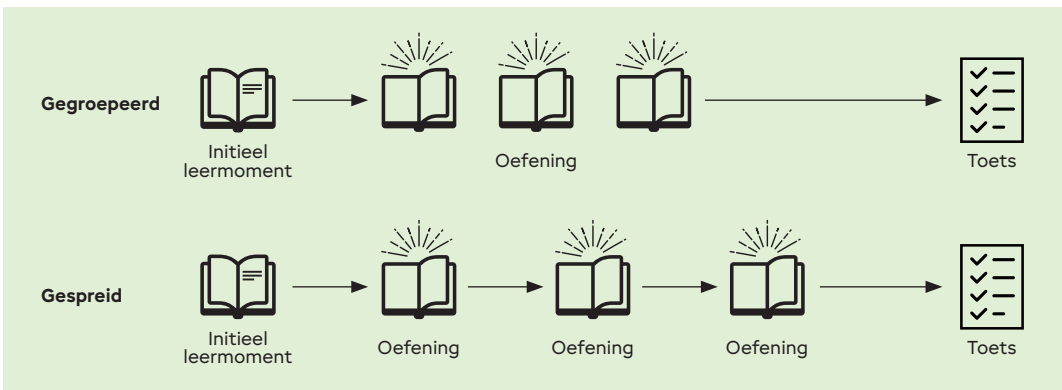 Gegroepeerd
Initieel
leermoment
Oefening
Toets
Gespreid
Initieel
leermoment
Oefening
Oefening
Oefening
Toets